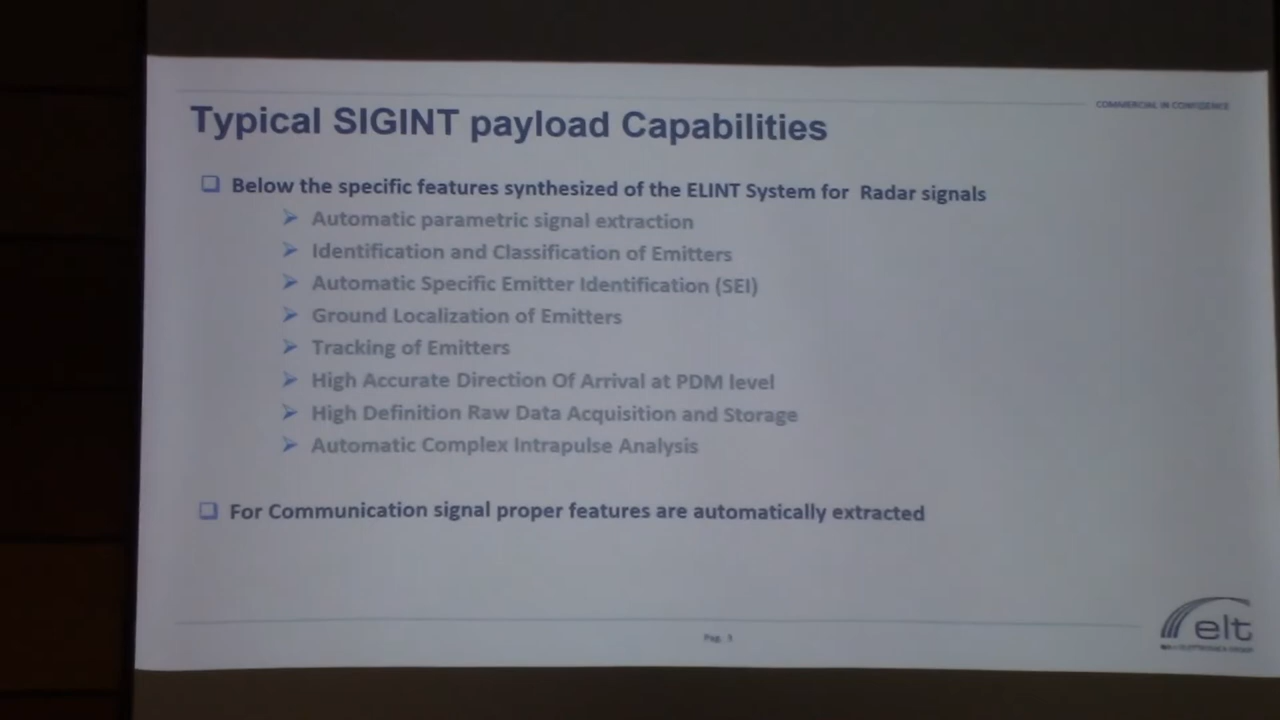 COMMERCIAL IN CONFIDENCE
Typical SIGINT payload Capabilities
Below the specific features synthesized of the ELINT System for Radar signals
Automatic parametric signal extraction
Identification and Classification of Emitters
Automatic Specific Emitter Identification (SEI)
Ground Localization of Emitters
Tracking of Emitters
High Accurate Direction Of Arrival at PDM level
High Definition Raw Data Acquisition and Storage
Automatic Complex Intrapulse Analysis
For Communication signal proper features are automatically extracted
Pag. 3
elt